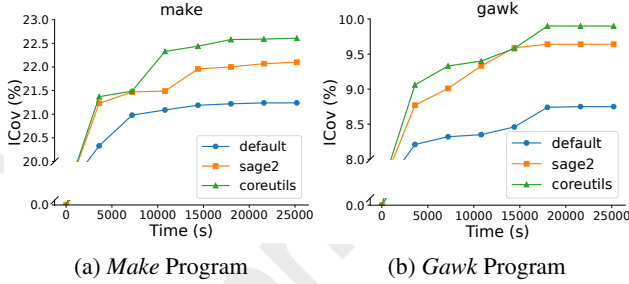 make
23.0
22.5
22.0
21.5
21.0
20.5
20.0
0.0
ICov (%)
default
sage2
coreutils
0 5000 10000 15000 20000 25000
Time (s)
(a) Make Program
gawk
10.0
9.5
9.0
8.5
8.0
0.0
ICov (%)
default
sage2
coreutils
0 5000 10000 15000 20000 25000
Time (s)
(b) Gawk Program